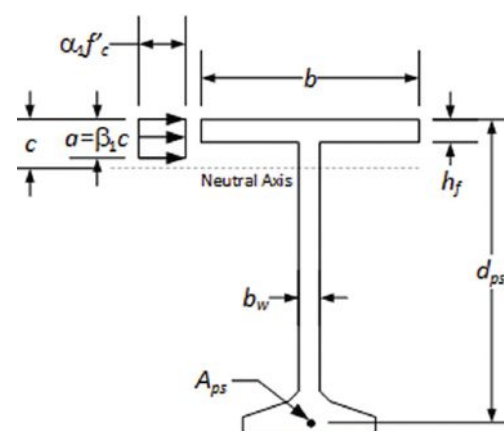 α₁f'c
b
c
a=β₁c
Neutral Axis
hf
dps
bw
Aps